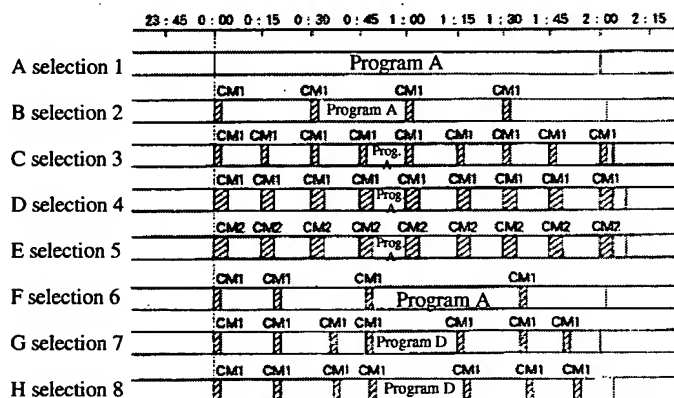 23:45 0:00 0:15 0:30 0:45 1:00 1:15 1:30 1:45 2:00 2:15
A selection 1 Program A
CM1 CM1 CM1 CM1
B selection 2 Program A
CM1 CM1 CM1 CM1 CM1 CM1 CM1 CM1 CM1
C selection 3 Prog. A
CM1 CM1 CM1 CM1 CM1 CM1 CM1 CM1 CM1
D selection 4 Prog. A
CM2 CM2 CM2 CM2 CM2 CM2 CM2 CM2 CM2
E selection 5 Prog. A
CM1 CM1 CM1 CM1
F selection 6 Program A
CM1 CM1 CM1 CM1 CM1 CM1 CM1
G selection 7 Program D
CM1 CM1 CM1 CM1 CM1 CM1 CM1
H selection 8 Program D